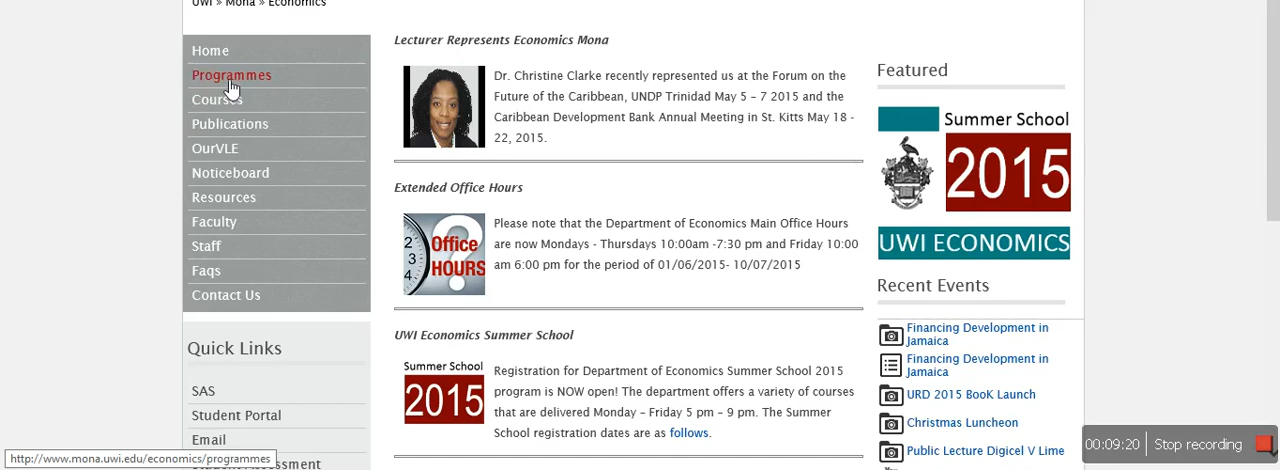 UWI » Mona » Economics
Home
Programmes
Courses
Publications
OurVLE
Noticeboard
Resources
Faculty
Staff
Faqs
Contact Us
Quick Links
SAS
Student Portal
Email
Student Assessment
http://www.mona.uwi.edu/economics/programmes
Lecturer Represents Economics Mona
Dr. Christine Clarke recently represented us at the Forum on the
Future of the Caribbean, UNDP Trinidad May 5 – 7 2015 and the
Caribbean Development Bank Annual Meeting in St. Kitts May 18 -
22, 2015.
Extended Office Hours
2
3
4
?
Office
HOURS
Please note that the Department of Economics Main Office Hours
are now Mondays - Thursdays 10:00am -7:30 pm and Friday 10:00
am 6:00 pm for the period of 01/06/2015- 10/07/2015
UWI Economics Summer School
Summer School
2015
Registration for Department of Economics Summer School 2015
program is NOW open! The department offers a variety of courses
that are delivered Monday – Friday 5 pm – 9 pm. The Summer
School registration dates are as follows.
Featured
Summer School
2015
UWI ECONOMICS
Recent Events
Financing Development in
Jamaica
Financing Development in
Jamaica
URD 2015 BooK Launch
Christmas Luncheon
Public Lecture Digicel V Lime
00:09:20 Stop recording